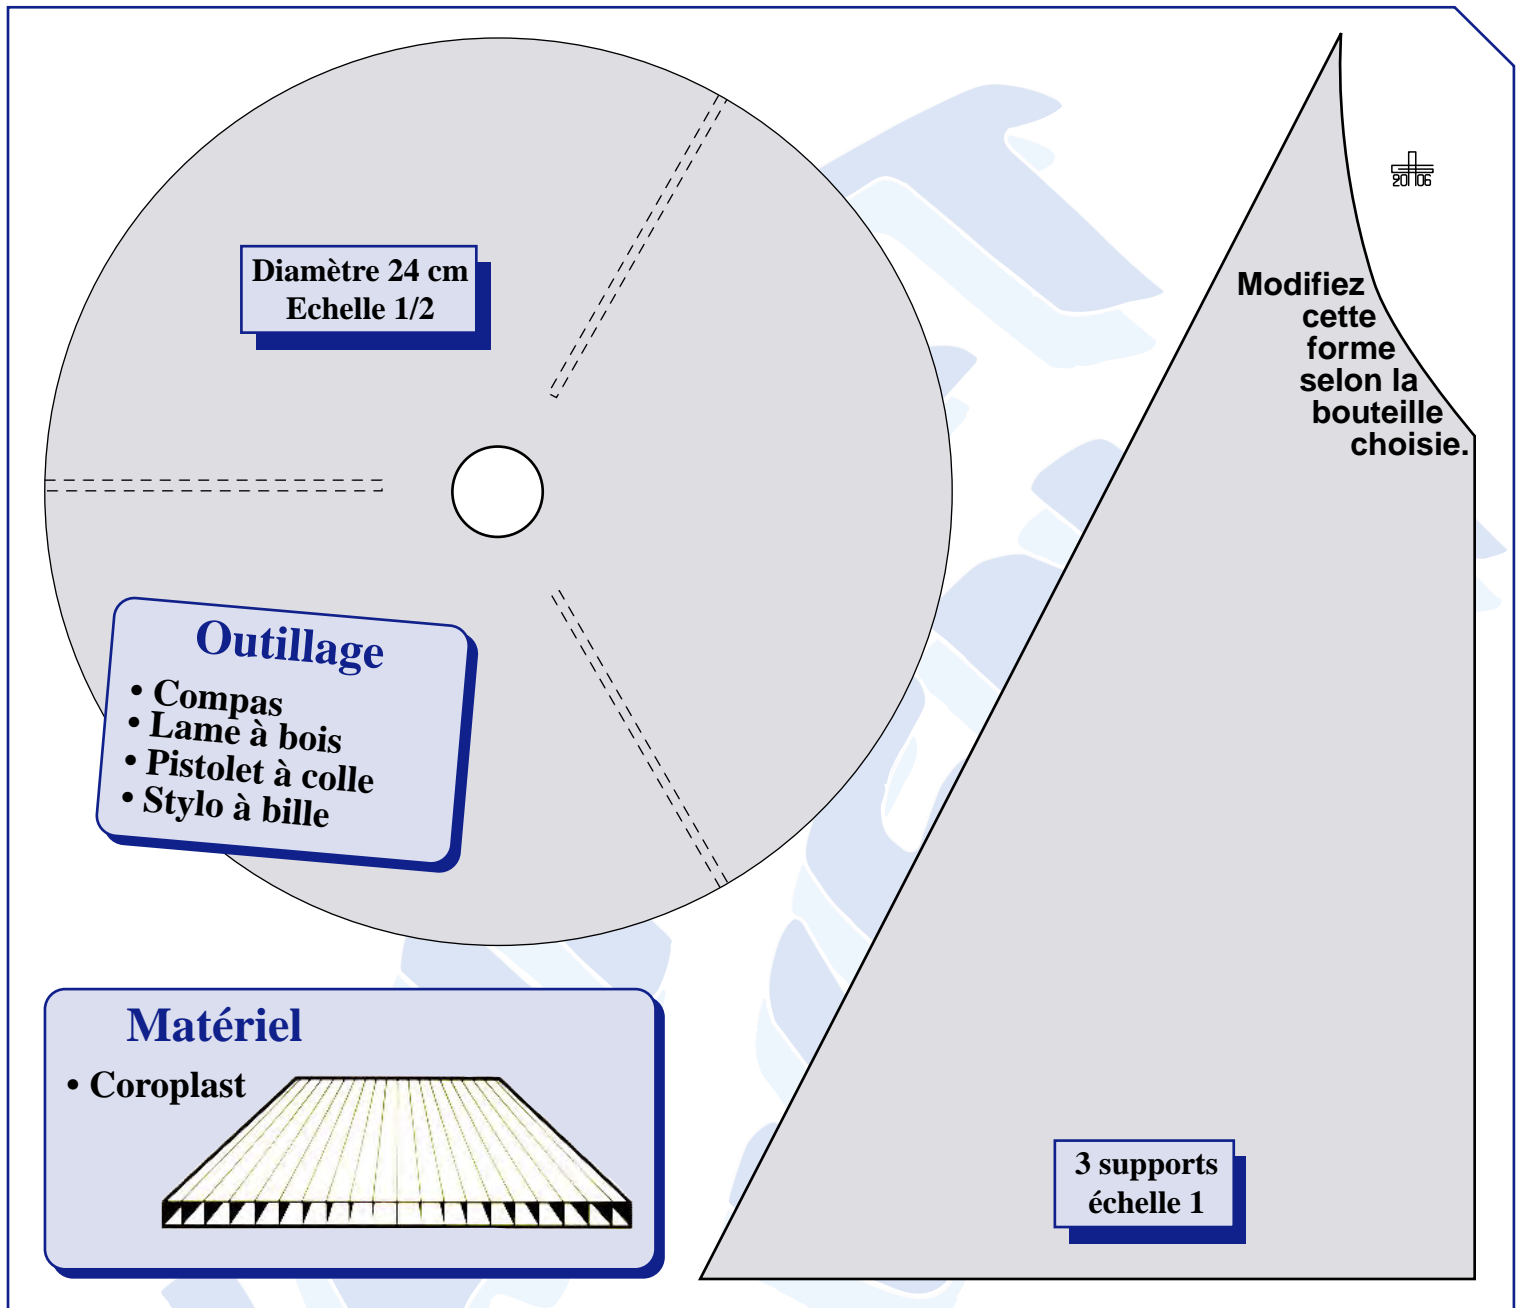 Diamètre 24 cm
Echelle 1/2
2006
Modifiez
cette
forme
selon la
bouteille
choisie.
Outillage
• Compas
• Lame à bois
• Pistolet à colle
• Stylo à bille
Matériel
• Coroplast
3 supports
échelle 1